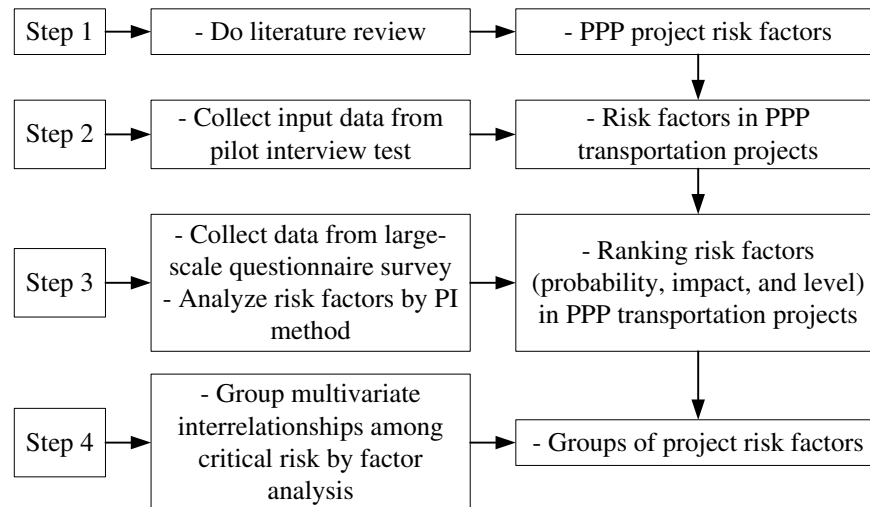 Step 1
- Do literature review
- PPP project risk factors
Step 2
- Collect input data from
pilot interview test
- Risk factors in PPP
transportation projects
Step 3
- Collect data from large-
scale questionnaire survey
- Analyze risk factors by PI
method
- Ranking risk factors
(probability, impact, and level)
in PPP transportation projects
Step 4
- Group multivariate
interrelationships among
critical risk by factor
analysis
- Groups of project risk factors